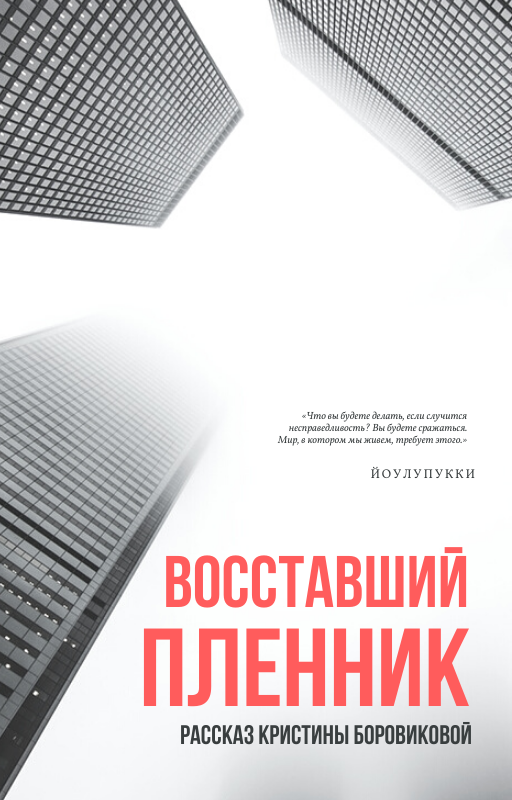 «Что вы будете делать, если случится
несправедливость? Вы будете сражаться.
Мир, в котором мы живем, требует этого.»
ЙОУЛУПУККИ
ВОССТАВШИЙ
ПЛЕННИК
РАССКАЗ КРИСТИНЫ БОРОВИКОВОЙ